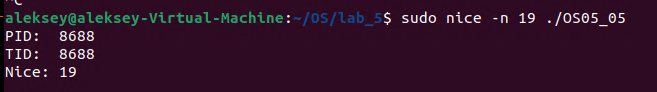 ^C
aleksey@aleksey-Virtual-Machine:~/OS/lab_5$ sudo nice -n 19 ./OS05_05
PID:  8688
TID:  8688
Nice: 19